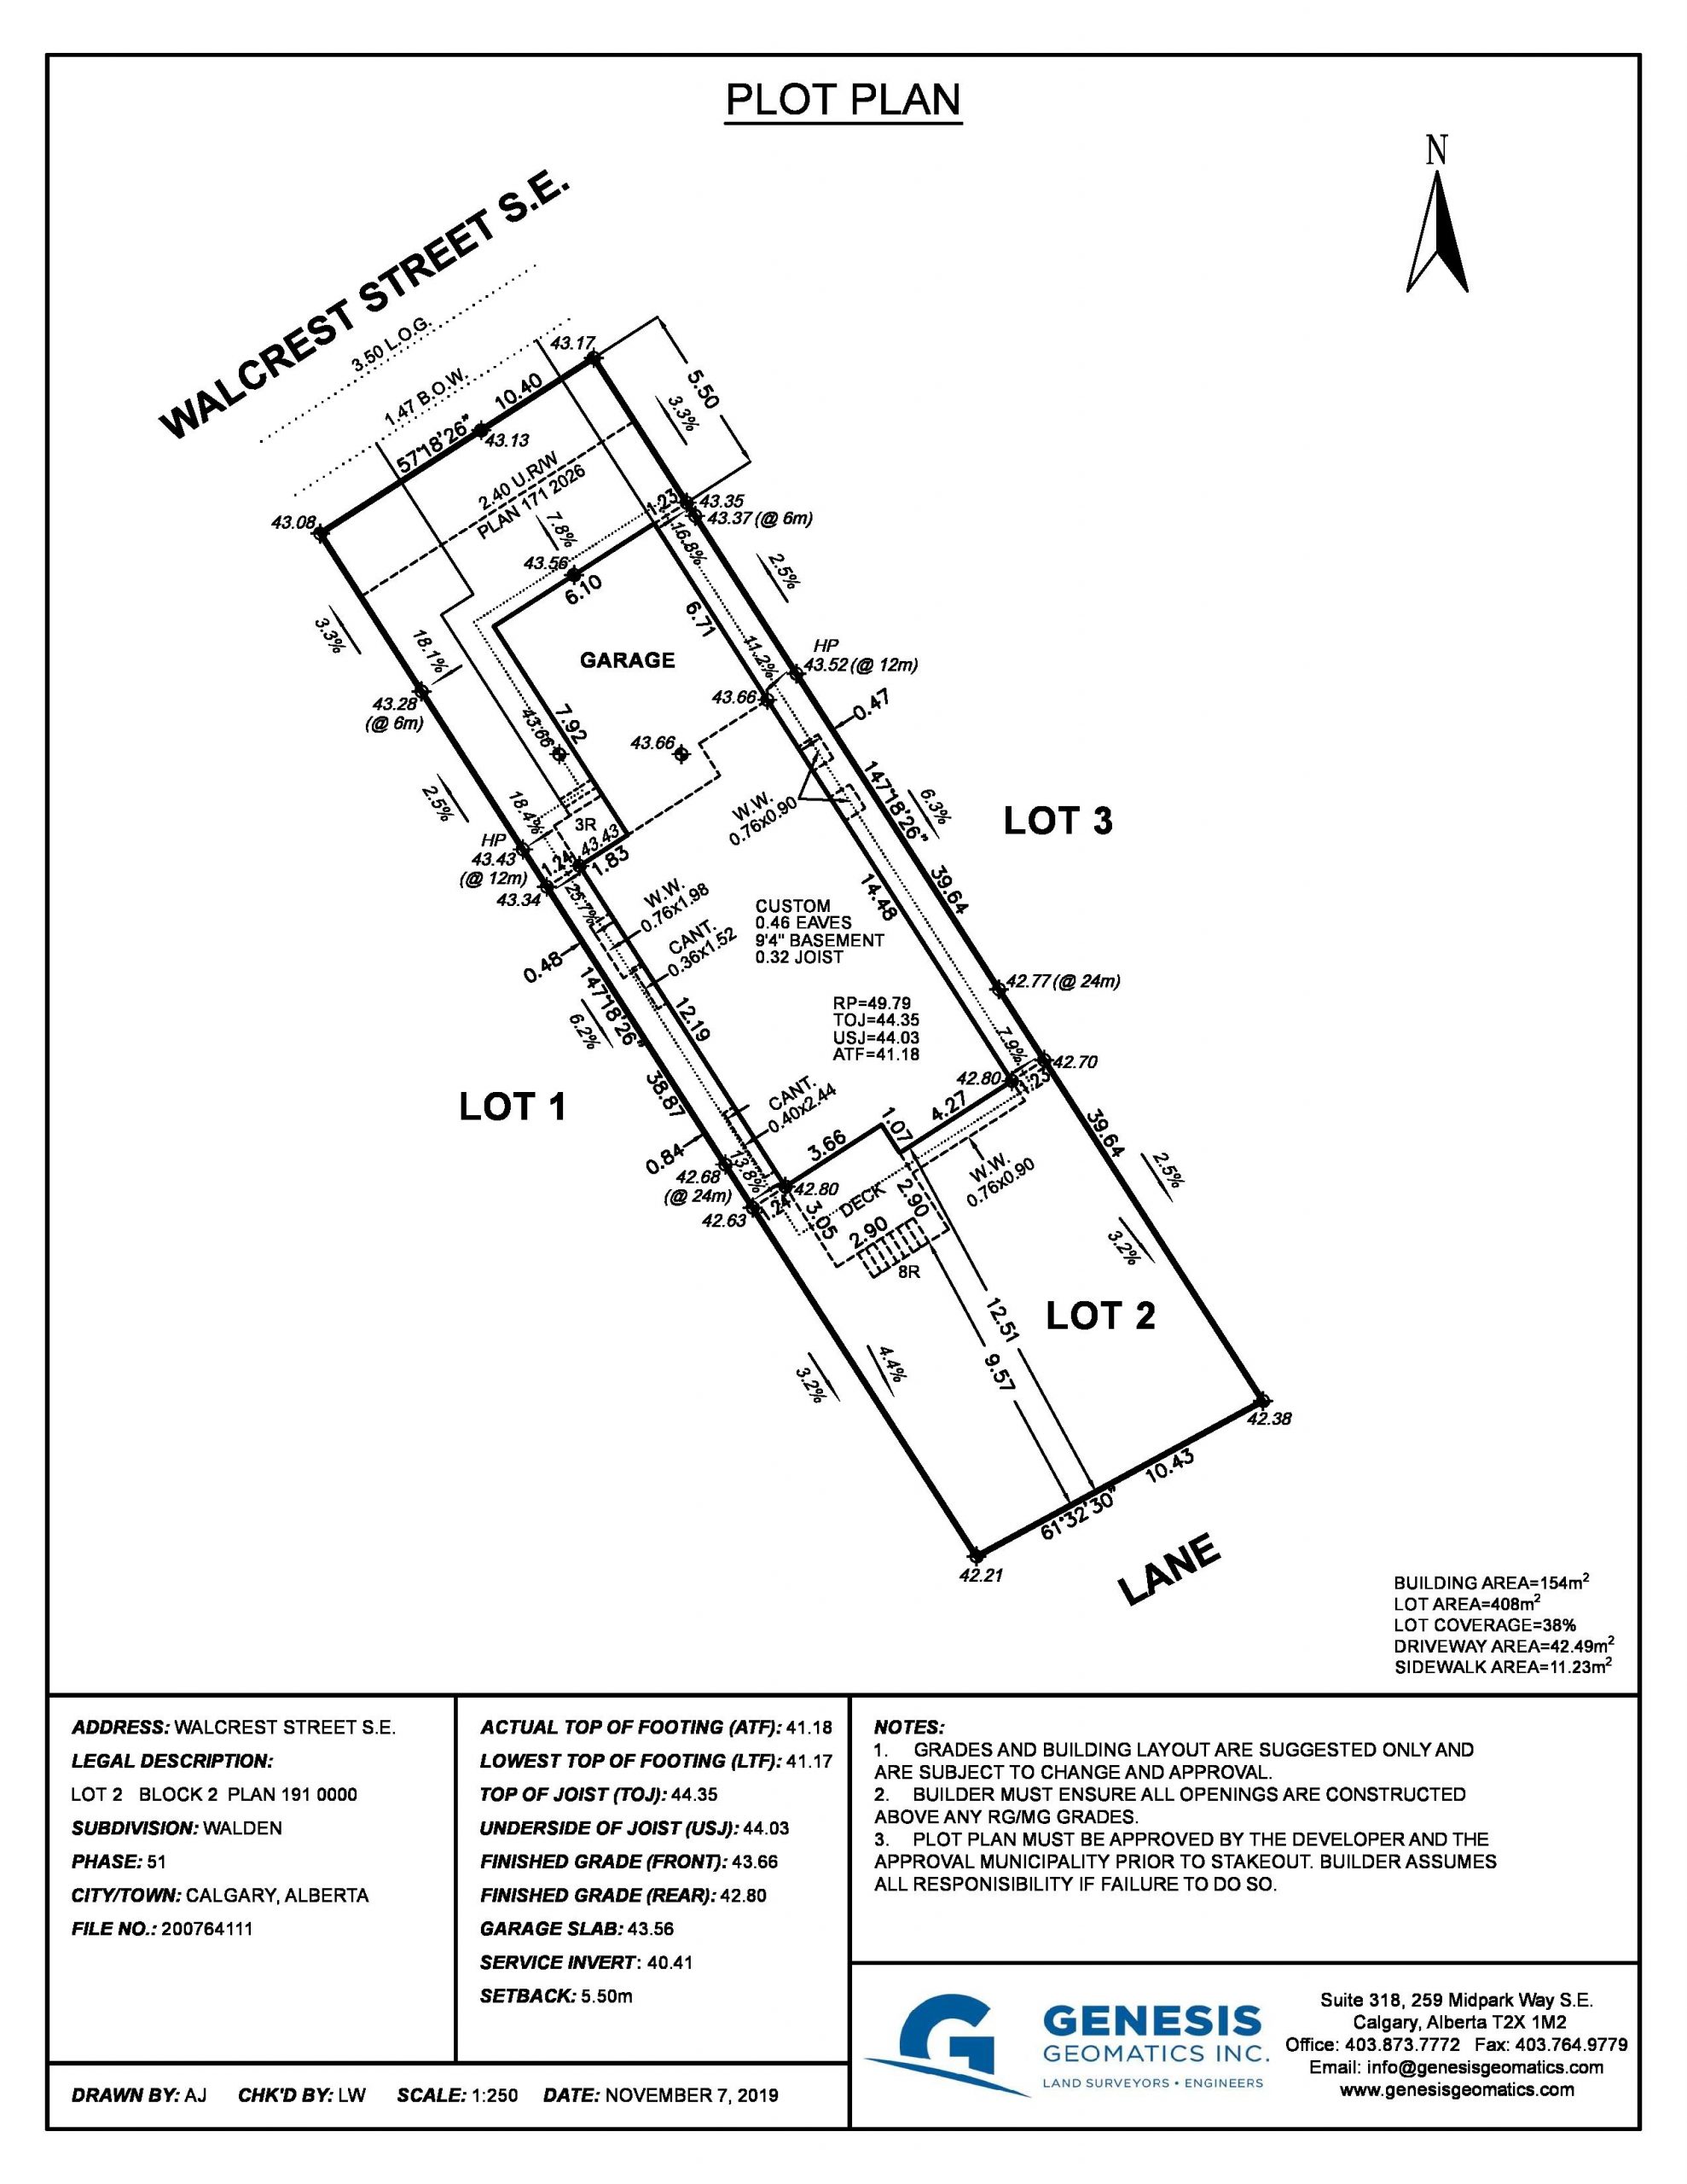 PLOT PLAN
N
WALCREST STREET S.E.
3.50 L.O.G.
1.47 B.O.W.
43.17
10.40
57°18'26"
43.13
5.50
3.3%
2.40 U.R/W
PLAN 171 2026
43.08
7.8%
1.23
43.35
43.37 (@ 6m)
16.8%
43.56
6.10
2.5%
3.3%
18.1%
6.71
GARAGE
11.2%
HP
43.52 (@ 12m)
43.28
(@ 6m)
43.66
7.92
43.66
43.66
0.47
2.5%
18.4%
3R
W.W.
0.76x0.90
147°18'26"
6.3%
LOT 3
HP
43.43
(@ 12m)
43.34
1.24
43.43
1.83
25.7%
W.W.
0.76x1.98
CANT.
0.36x1.52
CUSTOM
0.46 EAVES
9'4" BASEMENT
0.32 JOIST
14.48
39.64
0.48
147°18'26"
6.2%
12.19
RP=49.79
TOJ=44.35
USJ=44.03
ATF=41.18
42.77 (@ 24m)
7.9%
42.70
42.80
1.23
LOT 1
38.87
CANT.
0.40x2.44
3.66
1.07
4.27
39.64
0.84
42.68
(@ 24m)
42.63
13.8%
1.24
42.80
3.05
DECK
2.90
2.90
8R
W.W.
0.76x0.90
2.5%
3.2%
LOT 2
12.51
9.57
4.4%
3.2%
42.38
10.43
61°32'30"
42.21
LANE
BUILDING AREA=154m²
LOT AREA=408m²
LOT COVERAGE=38%
DRIVEWAY AREA=42.49m²
SIDEWALK AREA=11.23m²
ADDRESS: WALCREST STREET S.E.
LEGAL DESCRIPTION:
LOT 2 BLOCK 2 PLAN 191 0000
SUBDIVISION: WALDEN
PHASE: 51
CITY/TOWN: CALGARY, ALBERTA
FILE NO.: 200764111
ACTUAL TOP OF FOOTING (ATF): 41.18
LOWEST TOP OF FOOTING (LTF): 41.17
TOP OF JOIST (TOJ): 44.35
UNDERSIDE OF JOIST (USJ): 44.03
FINISHED GRADE (FRONT): 43.66
FINISHED GRADE (REAR): 42.80
GARAGE SLAB: 43.56
SERVICE INVERT: 40.41
SETBACK: 5.50m
NOTES:
1. GRADES AND BUILDING LAYOUT ARE SUGGESTED ONLY AND
ARE SUBJECT TO CHANGE AND APPROVAL.
2. BUILDER MUST ENSURE ALL OPENINGS ARE CONSTRUCTED
ABOVE ANY RG/MG GRADES.
3. PLOT PLAN MUST BE APPROVED BY THE DEVELOPER AND THE
APPROVAL MUNICIPALITY PRIOR TO STAKEOUT. BUILDER ASSUMES
ALL RESPONISIBILITY IF FAILURE TO DO SO.
DRAWN BY: AJ CHK'D BY: LW SCALE: 1:250 DATE: NOVEMBER 7, 2019
GENESIS
GEOMATICS INC.
LAND SURVEYORS • ENGINEERS
Suite 318, 259 Midpark Way S.E.
Calgary, Alberta T2X 1M2
Office: 403.873.7772 Fax: 403.764.9779
Email: info@genesisgeomatics.com
www.genesisgeomatics.com